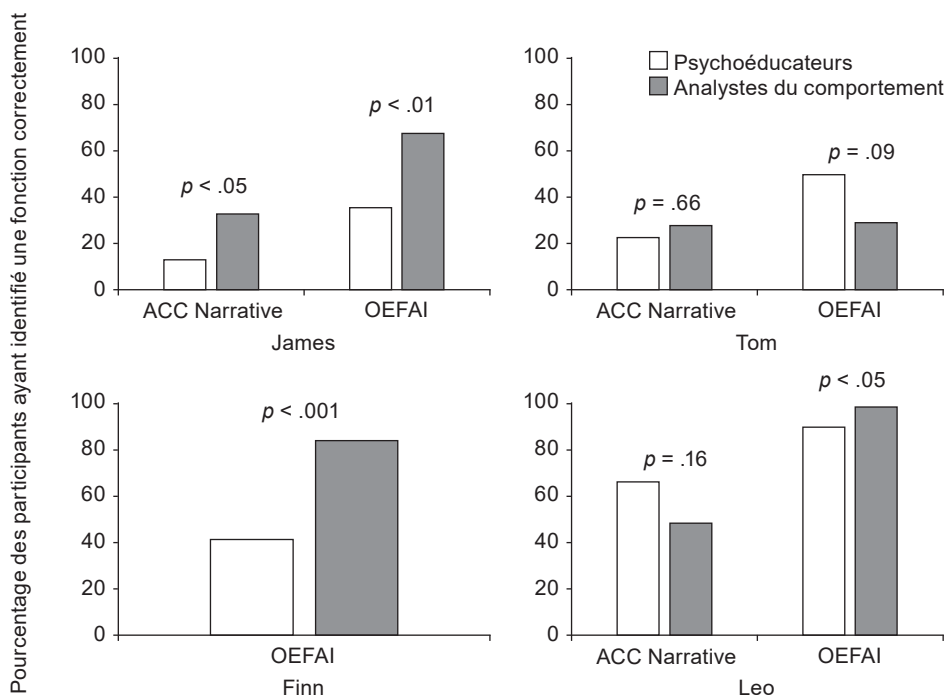 Pourcentage des participants ayant identifié une fonction correctement
100
80
60
40
20
0
p < .05
p < .01
ACC Narrative
OEFAI
James
100
80
60
40
20
0
Psychoéducateurs
Analystes du comportement
p = .66
p = .09
ACC Narrative
OEFAI
Tom
100
80
60
40
20
0
p < .001
OEFAI
Finn
100
80
60
40
20
0
p = .16
p < .05
ACC Narrative
OEFAI
Leo